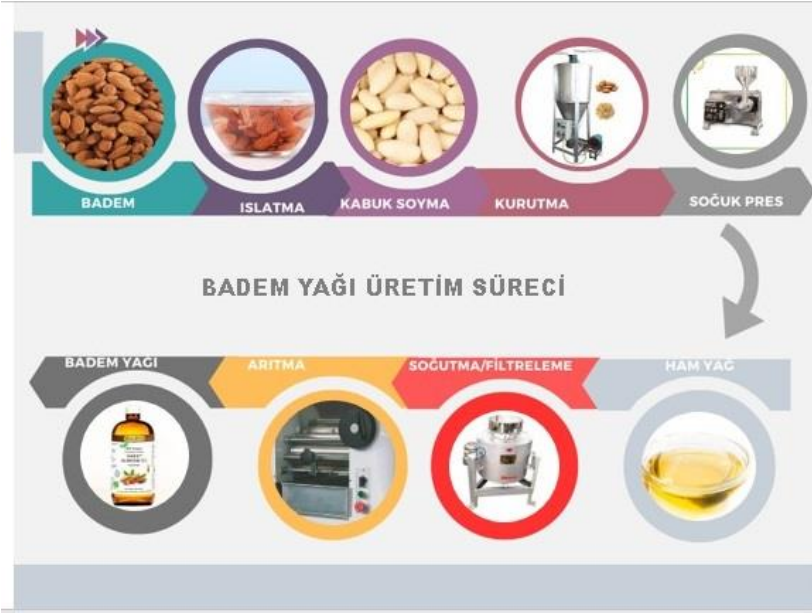 BADEM
ISLATMA
KABUK SOYMA
KURUTMA
SOĞUK PRES
BADEM YAĞI ÜRETİM SÜRECİ
BADEM YAĞI
ARITMA
SOĞUTMA/FİLTRELEME
HAM YAĞ